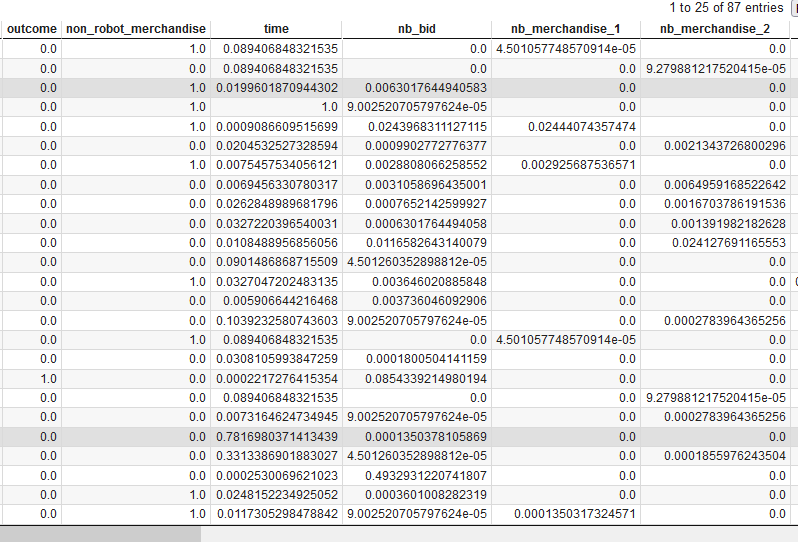 1 to 25 of 87 entries
outcome non_robot_merchandise time nb_bid nb_merchandise_1 nb_merchandise_2
0.0 1.0 0.089406848321535 0.0 4.501057748570914e-05 0.0
0.0 0.0 0.089406848321535 0.0 0.0 9.279881217520415e-05
0.0 1.0 0.0199601870944302 0.0063017644940583 0.0 0.0
0.0 1.0 1.0 9.002520705797624e-05 0.0 0.0
0.0 1.0 0.0009086609515699 0.0243968311127115 0.02444074357474 0.0
0.0 0.0 0.0204532527328594 0.0009902772776377 0.0 0.0021343726800296
0.0 1.0 0.0075457534056121 0.0028808066258552 0.002925687536571 0.0
0.0 0.0 0.0069456330780317 0.0031058696435001 0.0 0.0064959168522642
0.0 0.0 0.0262848989681796 0.0007652142599927 0.0 0.0016703786191536
0.0 0.0 0.0327220396540031 0.0006301764494058 0.0 0.001391982182628
0.0 0.0 0.0108488956856056 0.0116582643140079 0.0 0.024127691165553
0.0 0.0 0.0901486868715509 4.501260352898812e-05 0.0 0.0
0.0 1.0 0.0327047202483135 0.003646020885848 0.0 0.0
0.0 0.0 0.005906644216468 0.003736046092906 0.0 0.0
0.0 0.0 0.1039232580743603 9.002520705797624e-05 0.0 0.0002783964365256
0.0 1.0 0.089406848321535 0.0 4.501057748570914e-05 0.0
0.0 0.0 0.0308105993847259 0.0001800504141159 0.0 0.0
1.0 0.0 0.0002217276415354 0.0854339214980194 0.0 0.0
0.0 0.0 0.089406848321535 0.0 0.0 9.279881217520415e-05
0.0 0.0 0.0073164624734945 9.002520705797624e-05 0.0 0.0002783964365256
0.0 0.0 0.7816980371413439 0.0001350378105869 0.0 0.0
0.0 0.0 0.3313386901883027 4.501260352898812e-05 0.0 0.0001855976243504
0.0 0.0 0.0002530069621023 0.4932931220741807 0.0 0.0
0.0 1.0 0.0248152234925052 0.0003601008282319 0.0 0.0
0.0 1.0 0.0117305298478842 9.002520705797624e-05 0.0001350317324571 0.0